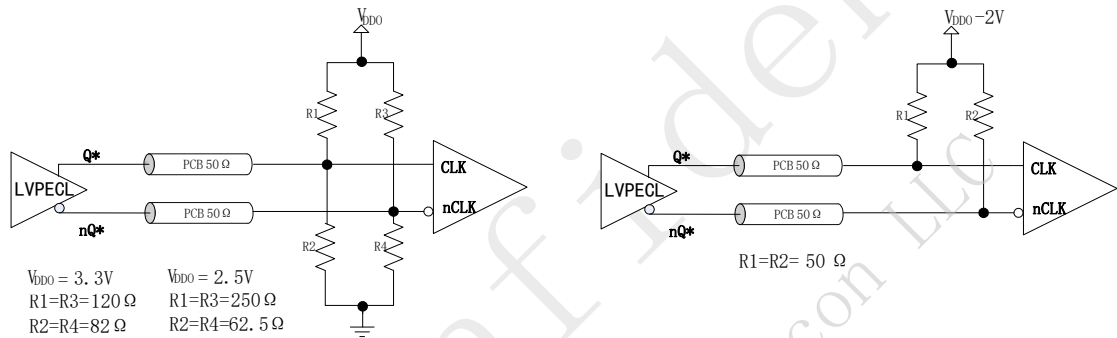 VDDO
R1
R3
Q*
PCB 50 Ω
CLK
LVPECL
PCB 50 Ω
nCLK
nQ*
R2
R4
VDDO = 3.3V
R1=R3=120 Ω
R2=R4=82 Ω
VDDO = 2.5V
R1=R3=250 Ω
R2=R4=62.5 Ω
VDDO-2V
R1
R2
Q*
PCB 50 Ω
CLK
LVPECL
PCB 50 Ω
nCLK
nQ*
R1=R2= 50 Ω
con LLC